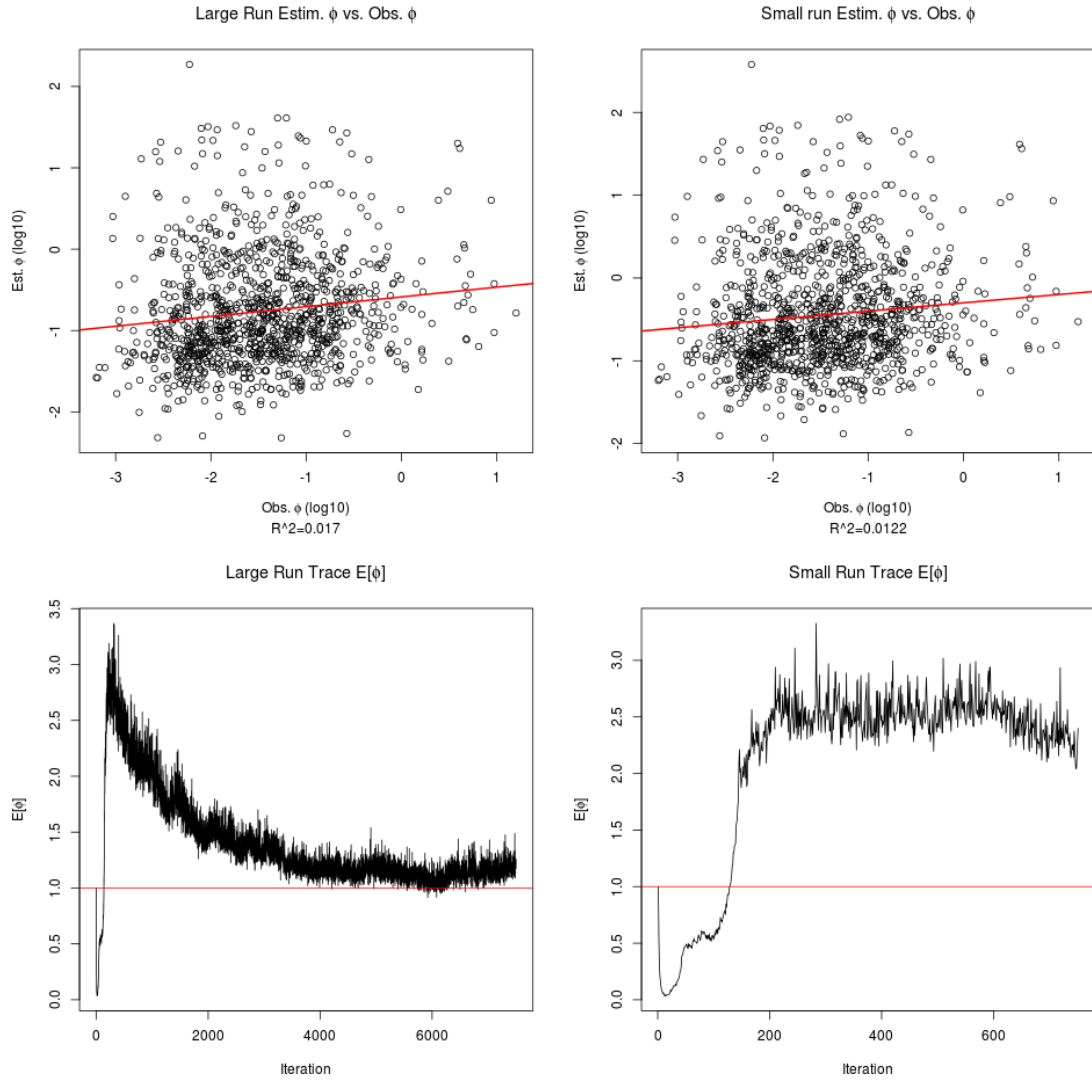 Large Run Estim. ϕ vs. Obs. ϕ
Est. ϕ (log10)
2
1
0
-1
-2
-3 -2 -1 0 1
Obs. ϕ (log10)
R^2=0.017
Small run Estim. ϕ vs. Obs. ϕ
Est. ϕ (log10)
2
1
0
-1
-2
-3 -2 -1 0 1
Obs. ϕ (log10)
R^2=0.0122
Large Run Trace E[ϕ]
E[ϕ]
3.5
3.0
2.5
2.0
1.5
1.0
0.5
0.0
0 2000 4000 6000
Iteration
Small Run Trace E[ϕ]
E[ϕ]
3.0
2.5
2.0
1.5
1.0
0.5
0.0
0 200 400 600
Iteration